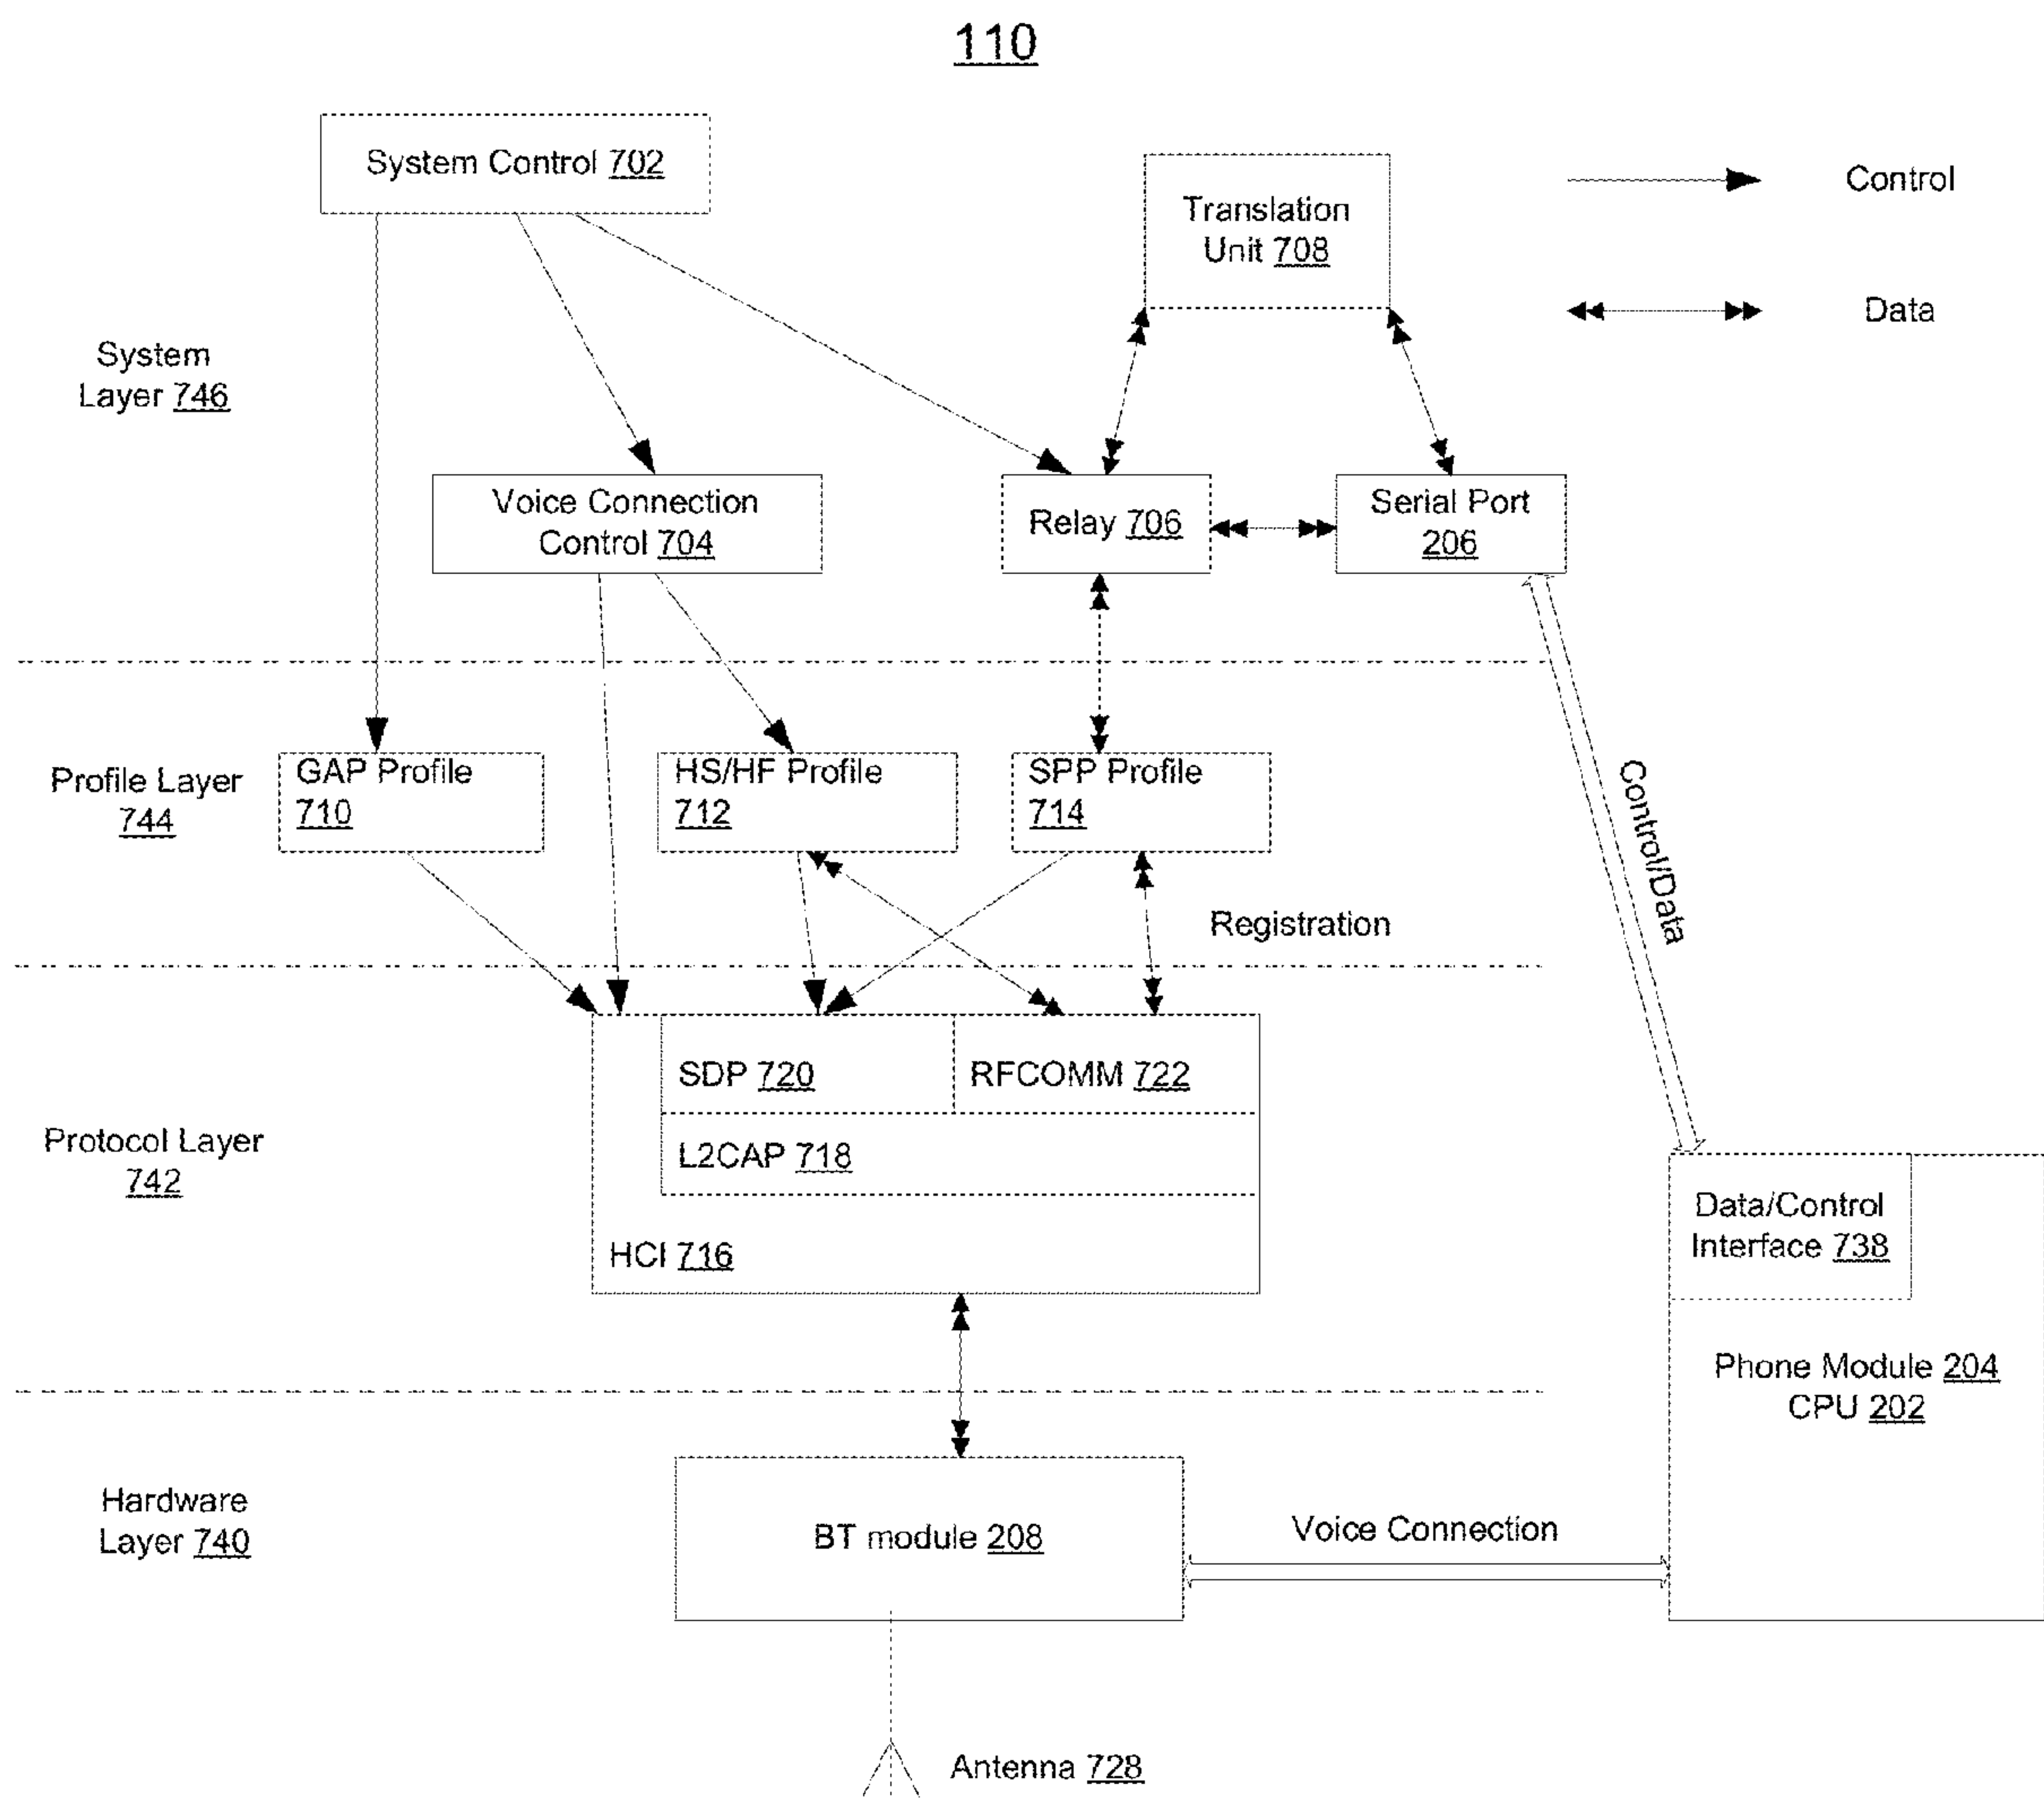 110
System Control 702
Translation
Unit 708
Control
Data
System
Layer 746
Voice Connection
Control 704
Relay 706
Serial Port
206
Profile Layer
744
GAP Profile
710
HS/HF Profile
712
SPP Profile
714
Control/Data
Registration
Protocol Layer
742
SDP 720
RFCOMM 722
L2CAP 718
HCI 716
Data/Control
Interface 738
Phone Module 204
CPU 202
Hardware
Layer 740
BT module 208
Voice Connection
Antenna 728